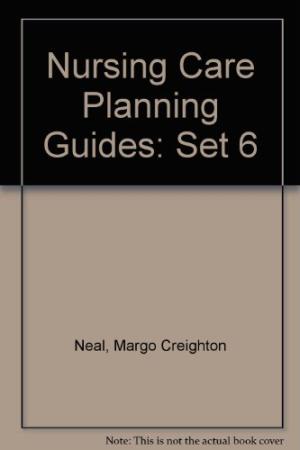 Nursing Care
Planning
Guides: Set 6
Neal, Margo Creighton
Note: This is not the actual book cover